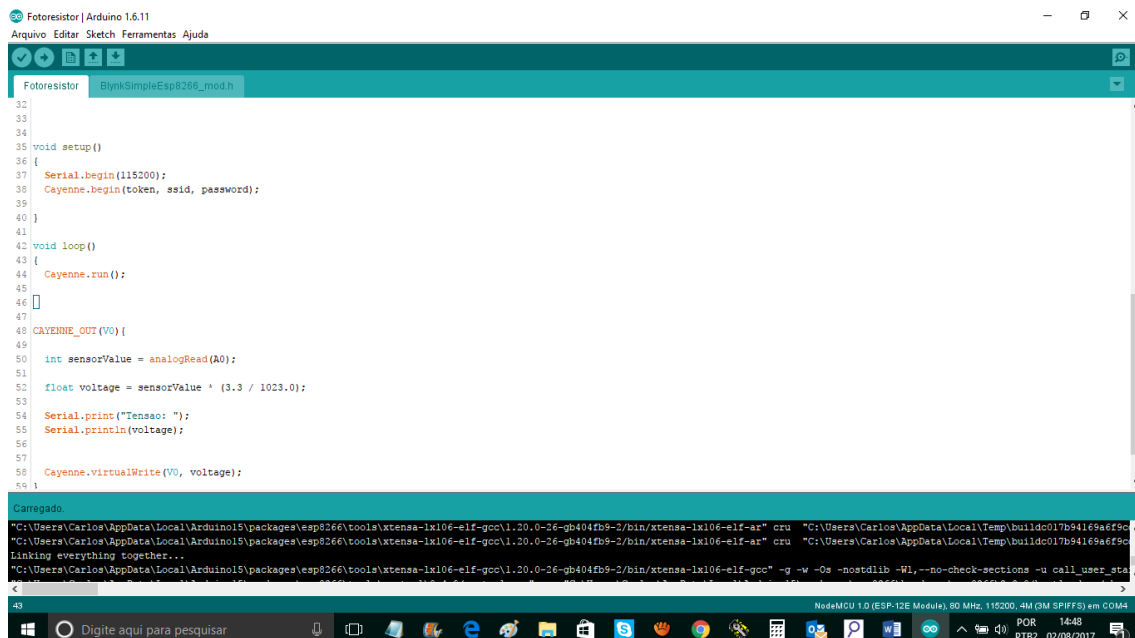 Fotoresistor | Arduino 1.6.11
Arquivo Editar Sketch Ferramentas Ajuda
Fotoresistor BlynkSimpleEsp8266_mod.h
32
33
34
35 void setup()
36 {
37 Serial.begin(115200);
38 Cayenne.begin(token, ssid, password);
39
40 }
41
42 void loop()
43 {
44 Cayenne.run();
45
46
47
48 CAYENNE_OUT(V0){
49
50 int sensorValue = analogRead(A0);
51
52 float voltage = sensorValue * (3.3 / 1023.0);
53
54 Serial.print("Tensao: ");
55 Serial.println(voltage);
56
57
58 Cayenne.virtualWrite(V0, voltage);
59 }
Carregado.
"C:\Users\Carlos\AppData\Local\Arduino15\packages\esp8266\tools\xtensa-lx106-elf-gcc\1.20.0-26-gb404fb9-2/bin/xtensa-lx106-elf-ar" cru "C:\Users\Carlos\AppData\Local\Temp\buildc017b94169a6f9c
"C:\Users\Carlos\AppData\Local\Arduino15\packages\esp8266\tools\xtensa-lx106-elf-gcc\1.20.0-26-gb404fb9-2/bin/xtensa-lx106-elf-ar" cru "C:\Users\Carlos\AppData\Local\Temp\buildc017b94169a6f9c
Linking everything together...
"C:\Users\Carlos\AppData\Local\Arduino15\packages\esp8266\tools\xtensa-lx106-elf-gcc\1.20.0-26-gb404fb9-2/bin/xtensa-lx106-elf-gcc" -g -w -Os -nostdlib -Wl,--no-check-sections -u call_user_sta
43 NodeMCU 1.0 (ESP-12E Module), 80 MHz, 115200, 4M (3M SPIFFS) em COM4
Digite aqui para pesquisar
POR 14:48
PTB2 02/08/2017